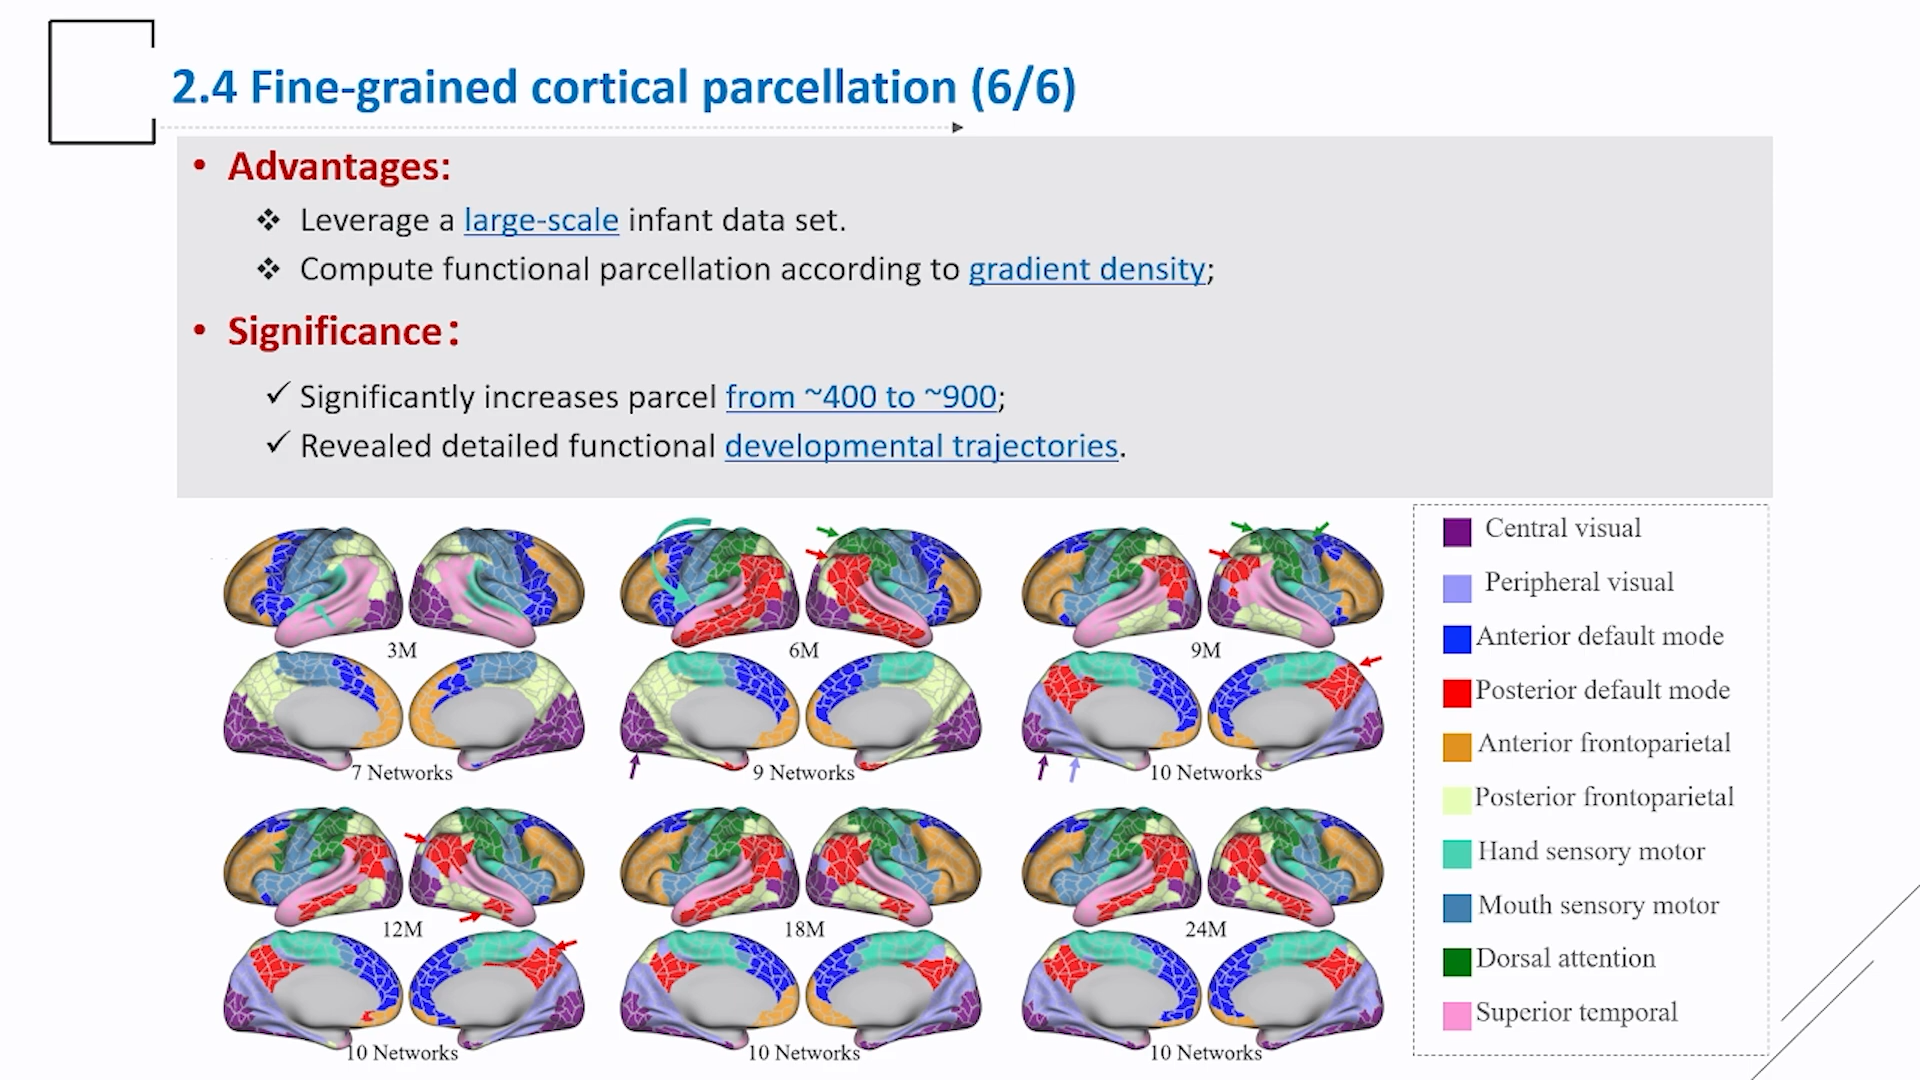 2.4 Fine-grained cortical parcellation (6/6)
• Advantages:
❖ Leverage a large-scale infant data set.
❖ Compute functional parcellation according to gradient density;
• Significance：
✓ Significantly increases parcel from ~400 to ~900;
✓ Revealed detailed functional developmental trajectories.
3M
6M
9M
7 Networks
9 Networks
10 Networks
12M
18M
24M
10 Networks
10 Networks
10 Networks
Central visual
Peripheral visual
Anterior default mode
Posterior default mode
Anterior frontoparietal
Posterior frontoparietal
Hand sensory motor
Mouth sensory motor
Dorsal attention
Superior temporal